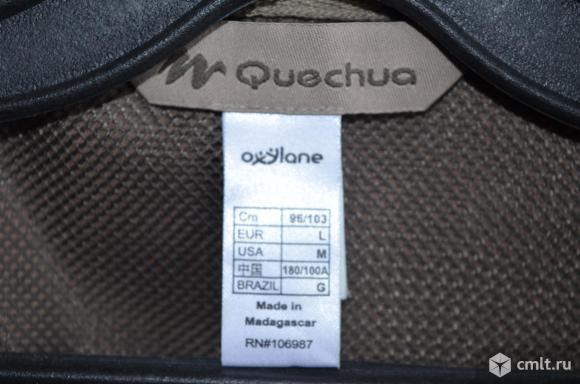 Quechua
oxylane
Cm 96/103
EUR L
USA M
中国 180/100A
BRAZIL G
Made in
Madagascar
RN#106987
cmlt.ru